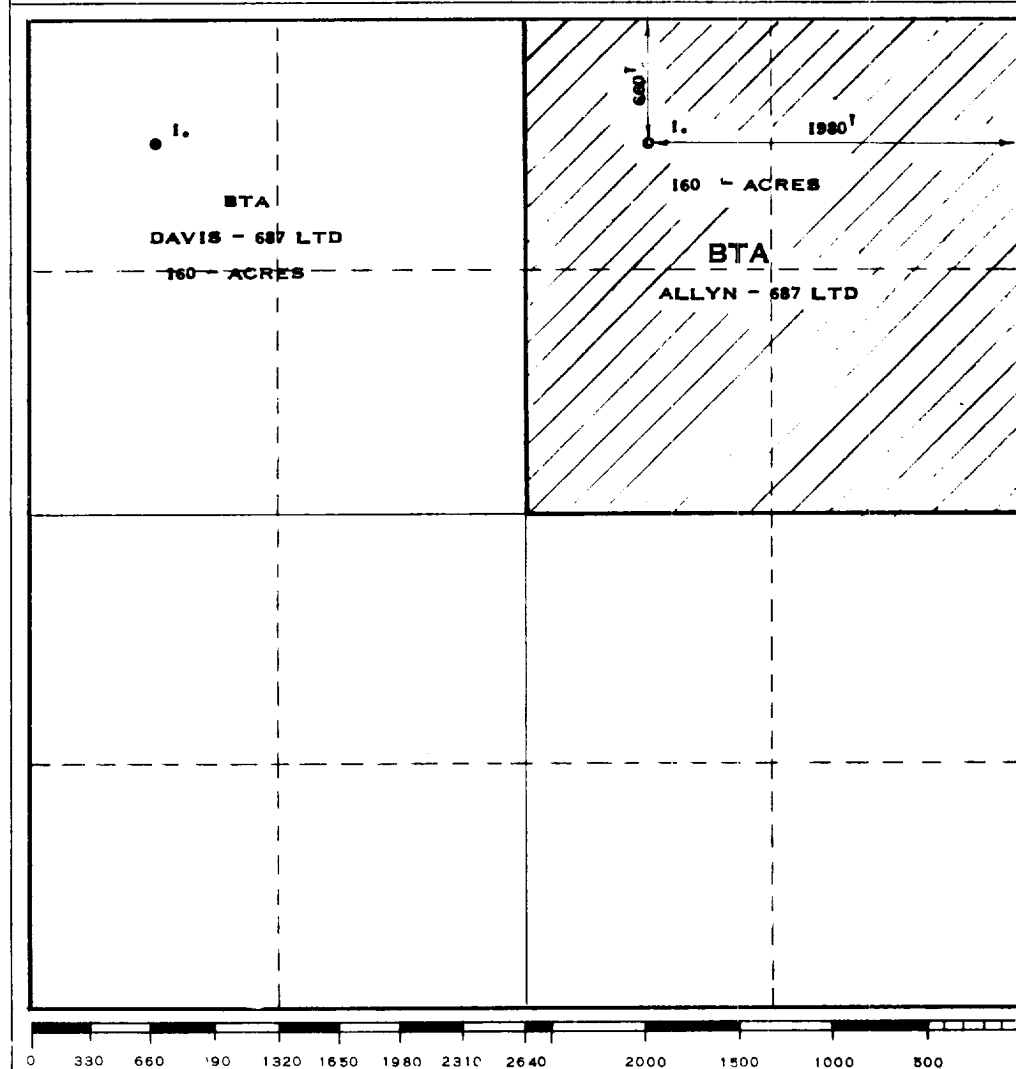 660'
1.
1980'
160 - ACRES
BTA
ALLYN - 687 LTD
1.
BTA
DAVIS - 687 LTD
160 - ACRES
0 330 660 190 1320 1650 1980 2310 2640 2000 1500 1000 500